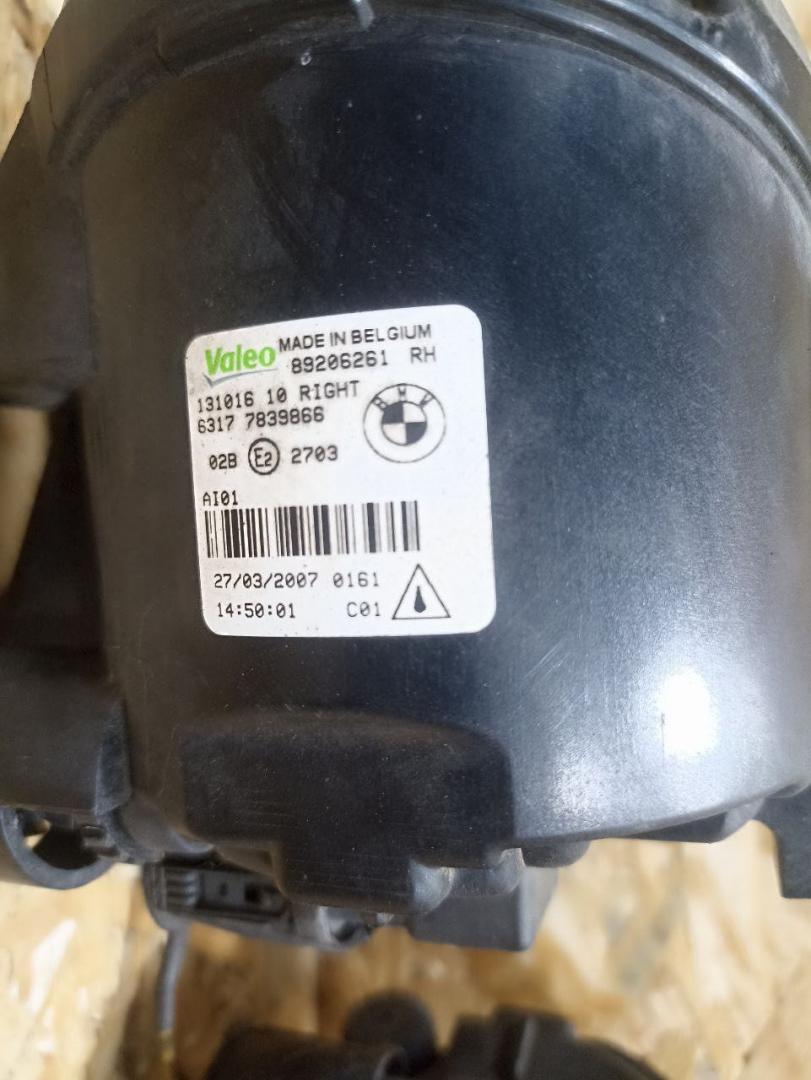 Valeo MADE IN BELGIUM
89206261 RH
131016 10 RIGHT
6317 7839866
BMW
02B E2 2703
AI01
27/03/2007 0161
14:50:01 C01